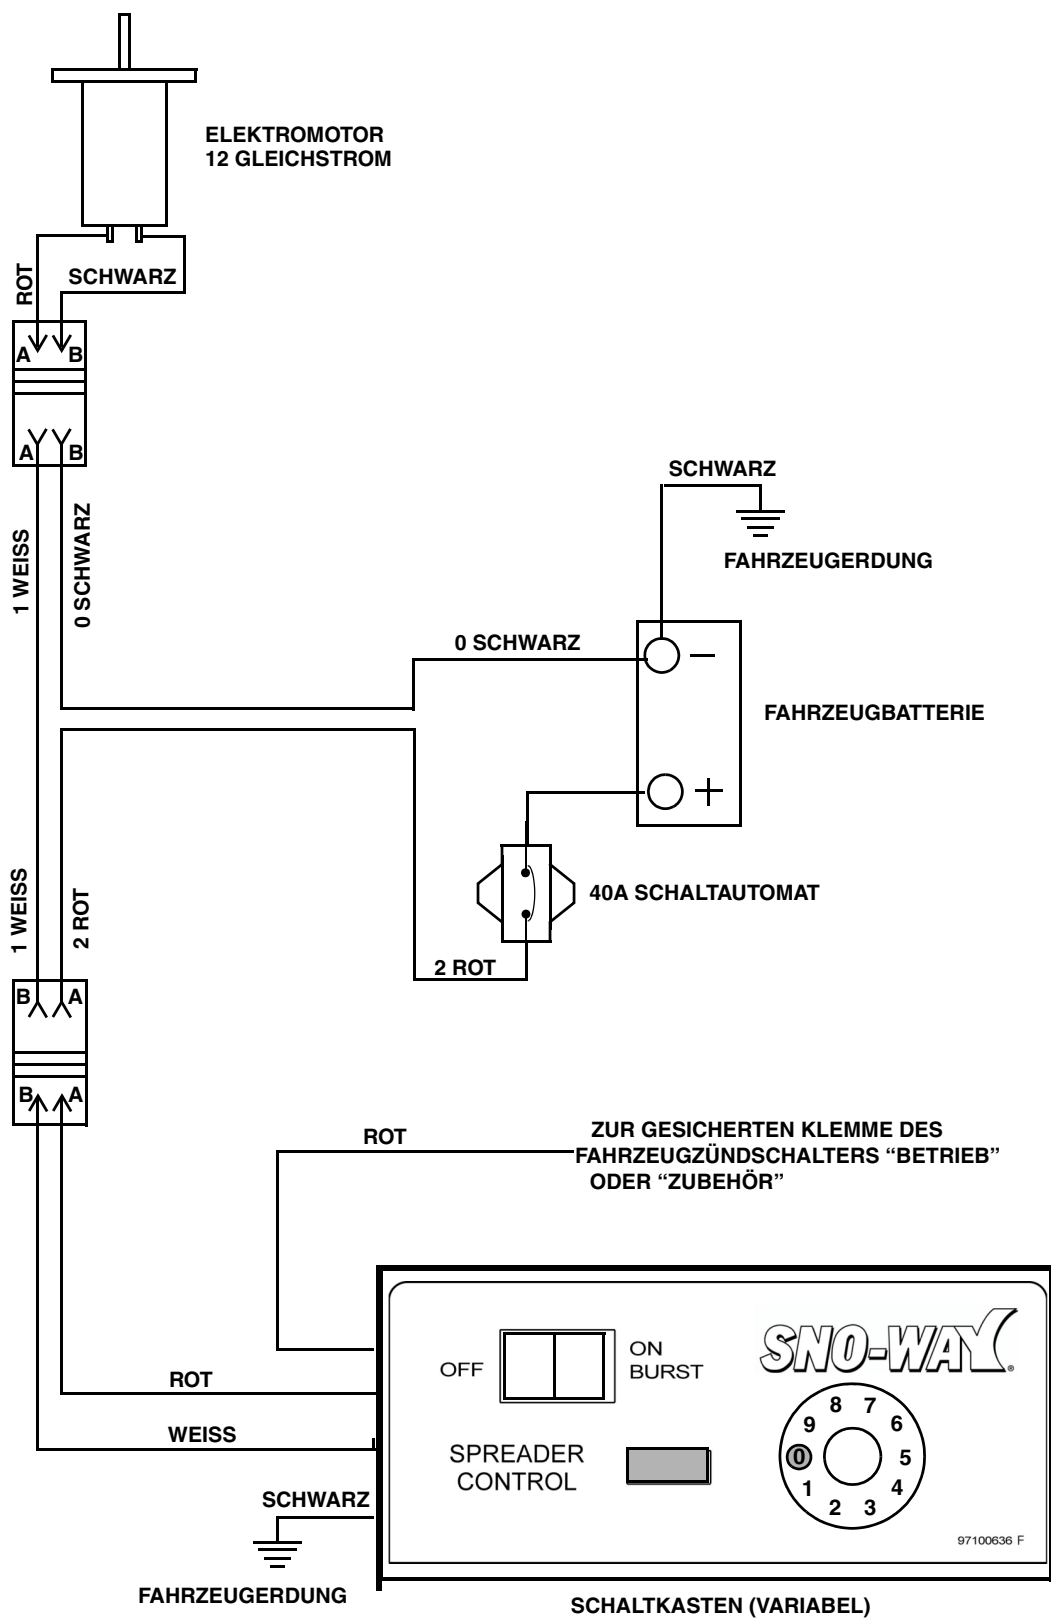 ELEKTROMOTOR
12 GLEICHSTROM
ROT
SCHWARZ
A B
A B
1 WEISS
0 SCHWARZ
SCHWARZ
FAHRZEUGERDUNG
0 SCHWARZ
FAHRZEUGBATTERIE
40A SCHALTAUTOMAT
1 WEISS
2 ROT
2 ROT
B A
B A
ROT
ZUR GESICHERTEN KLEMME DES
FAHRZEUGZÜNDSCHALTERS “BETRIEB”
ODER “ZUBEHÖR”
OFF
ON
BURST
SNO-WAY®
ROT
WEISS
SPREADER
CONTROL
0 1 2 3 4 5 6 7 8 9
SCHWARZ
FAHRZEUGERDUNG
97100636 F
SCHALTKASTEN (VARIABEL)